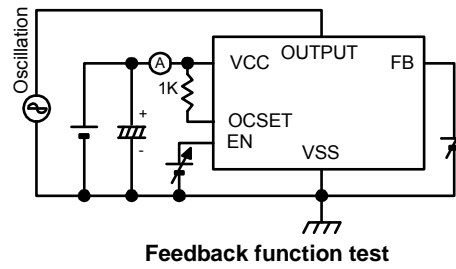 Oscillation
OUTPUT
A
VCC
FB
1K
+
OCSET
-
EN
VSS
Feedback function test